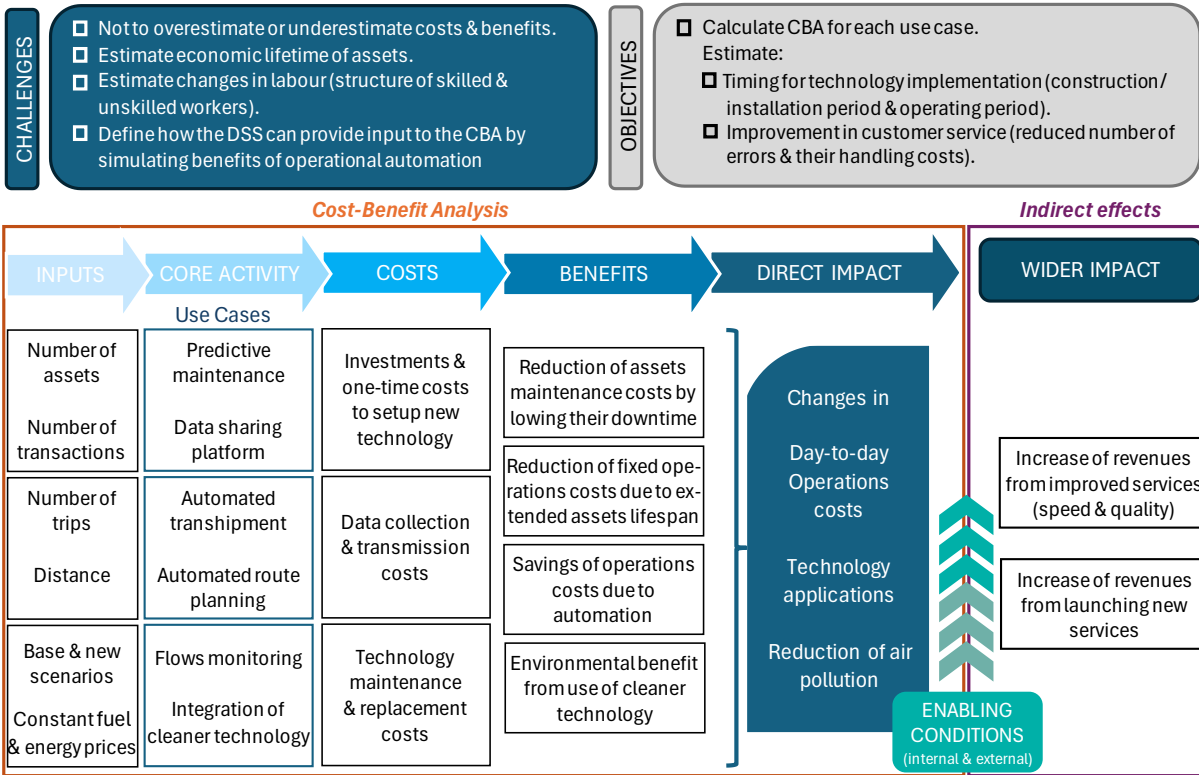 CHALLENGES
Not to overestimate or underestimate costs & benefits.
Estimate economic lifetime of assets.
Estimate changes in labour (structure of skilled &
unskilled workers).
Define how the DSS can provide input to the CBA by
simulating benefits of operational automation
OBJECTIVES
Calculate CBA for each use case.
Estimate:
Timing for technology implementation (construction/
installation period & operating period).
Improvement in customer service (reduced number of
errors & their handling costs).
Cost-Benefit Analysis
Indirect effects
INPUTS
CORE ACTIVITY
COSTS
BENEFITS
DIRECT IMPACT
WIDER IMPACT
Number of
assets
Number of
transactions
Number of
trips
Distance
Base & new
scenarios
Constant fuel
& energy prices
Use Cases
Predictive
maintenance
Data sharing
platform
Automated
transhipment
Automated route
planning
Flows monitoring
Integration of
cleaner technology
Investments &
one-time costs
to setup new
technology
Data collection
& transmission
costs
Technology
maintenance
& replacement
costs
Reduction of assets
maintenance costs by
lowering their downtime
Reduction of fixed ope-
rations costs due to ex-
tended assets lifespan
Savings of operations
costs due to
automation
Environmental benefit
from use of cleaner
technology
Changes in
Day-to-day
Operations
costs
Technology
applications
Reduction of air
pollution
ENABLING
CONDITIONS
(internal & external)
Increase of revenues
from improved services
(speed & quality)
Increase of revenues
from launching new
services